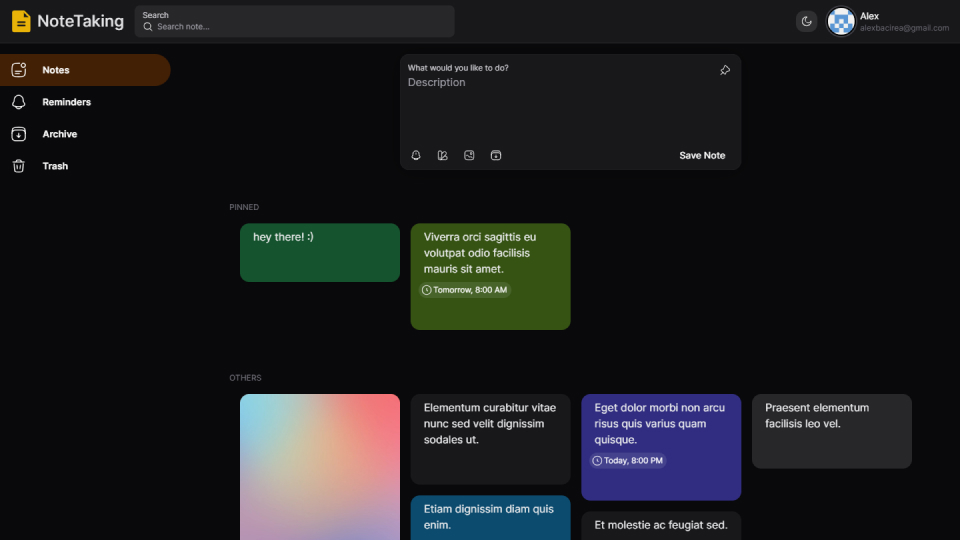 NoteTaking
Search
Search note...
Alex
alexbacirea@gmail.com
Notes
Reminders
Archive
Trash
What would you like to do?
Description
Save Note
PINNED
hey there! :)
Viverra orci sagittis eu
volutpat odio facilisis
mauris sit amet.
Tomorrow, 8:00 AM
OTHERS
Elementum curabitur vitae
nunc sed velit dignissim
sodales ut.
Etiam dignissim diam quis
enim.
Eget dolor morbi non arcu
risus quis varius quam
quisque.
Today, 8:00 PM
Et molestie ac feugiat sed.
Praesent elementum
facilisis leo vel.